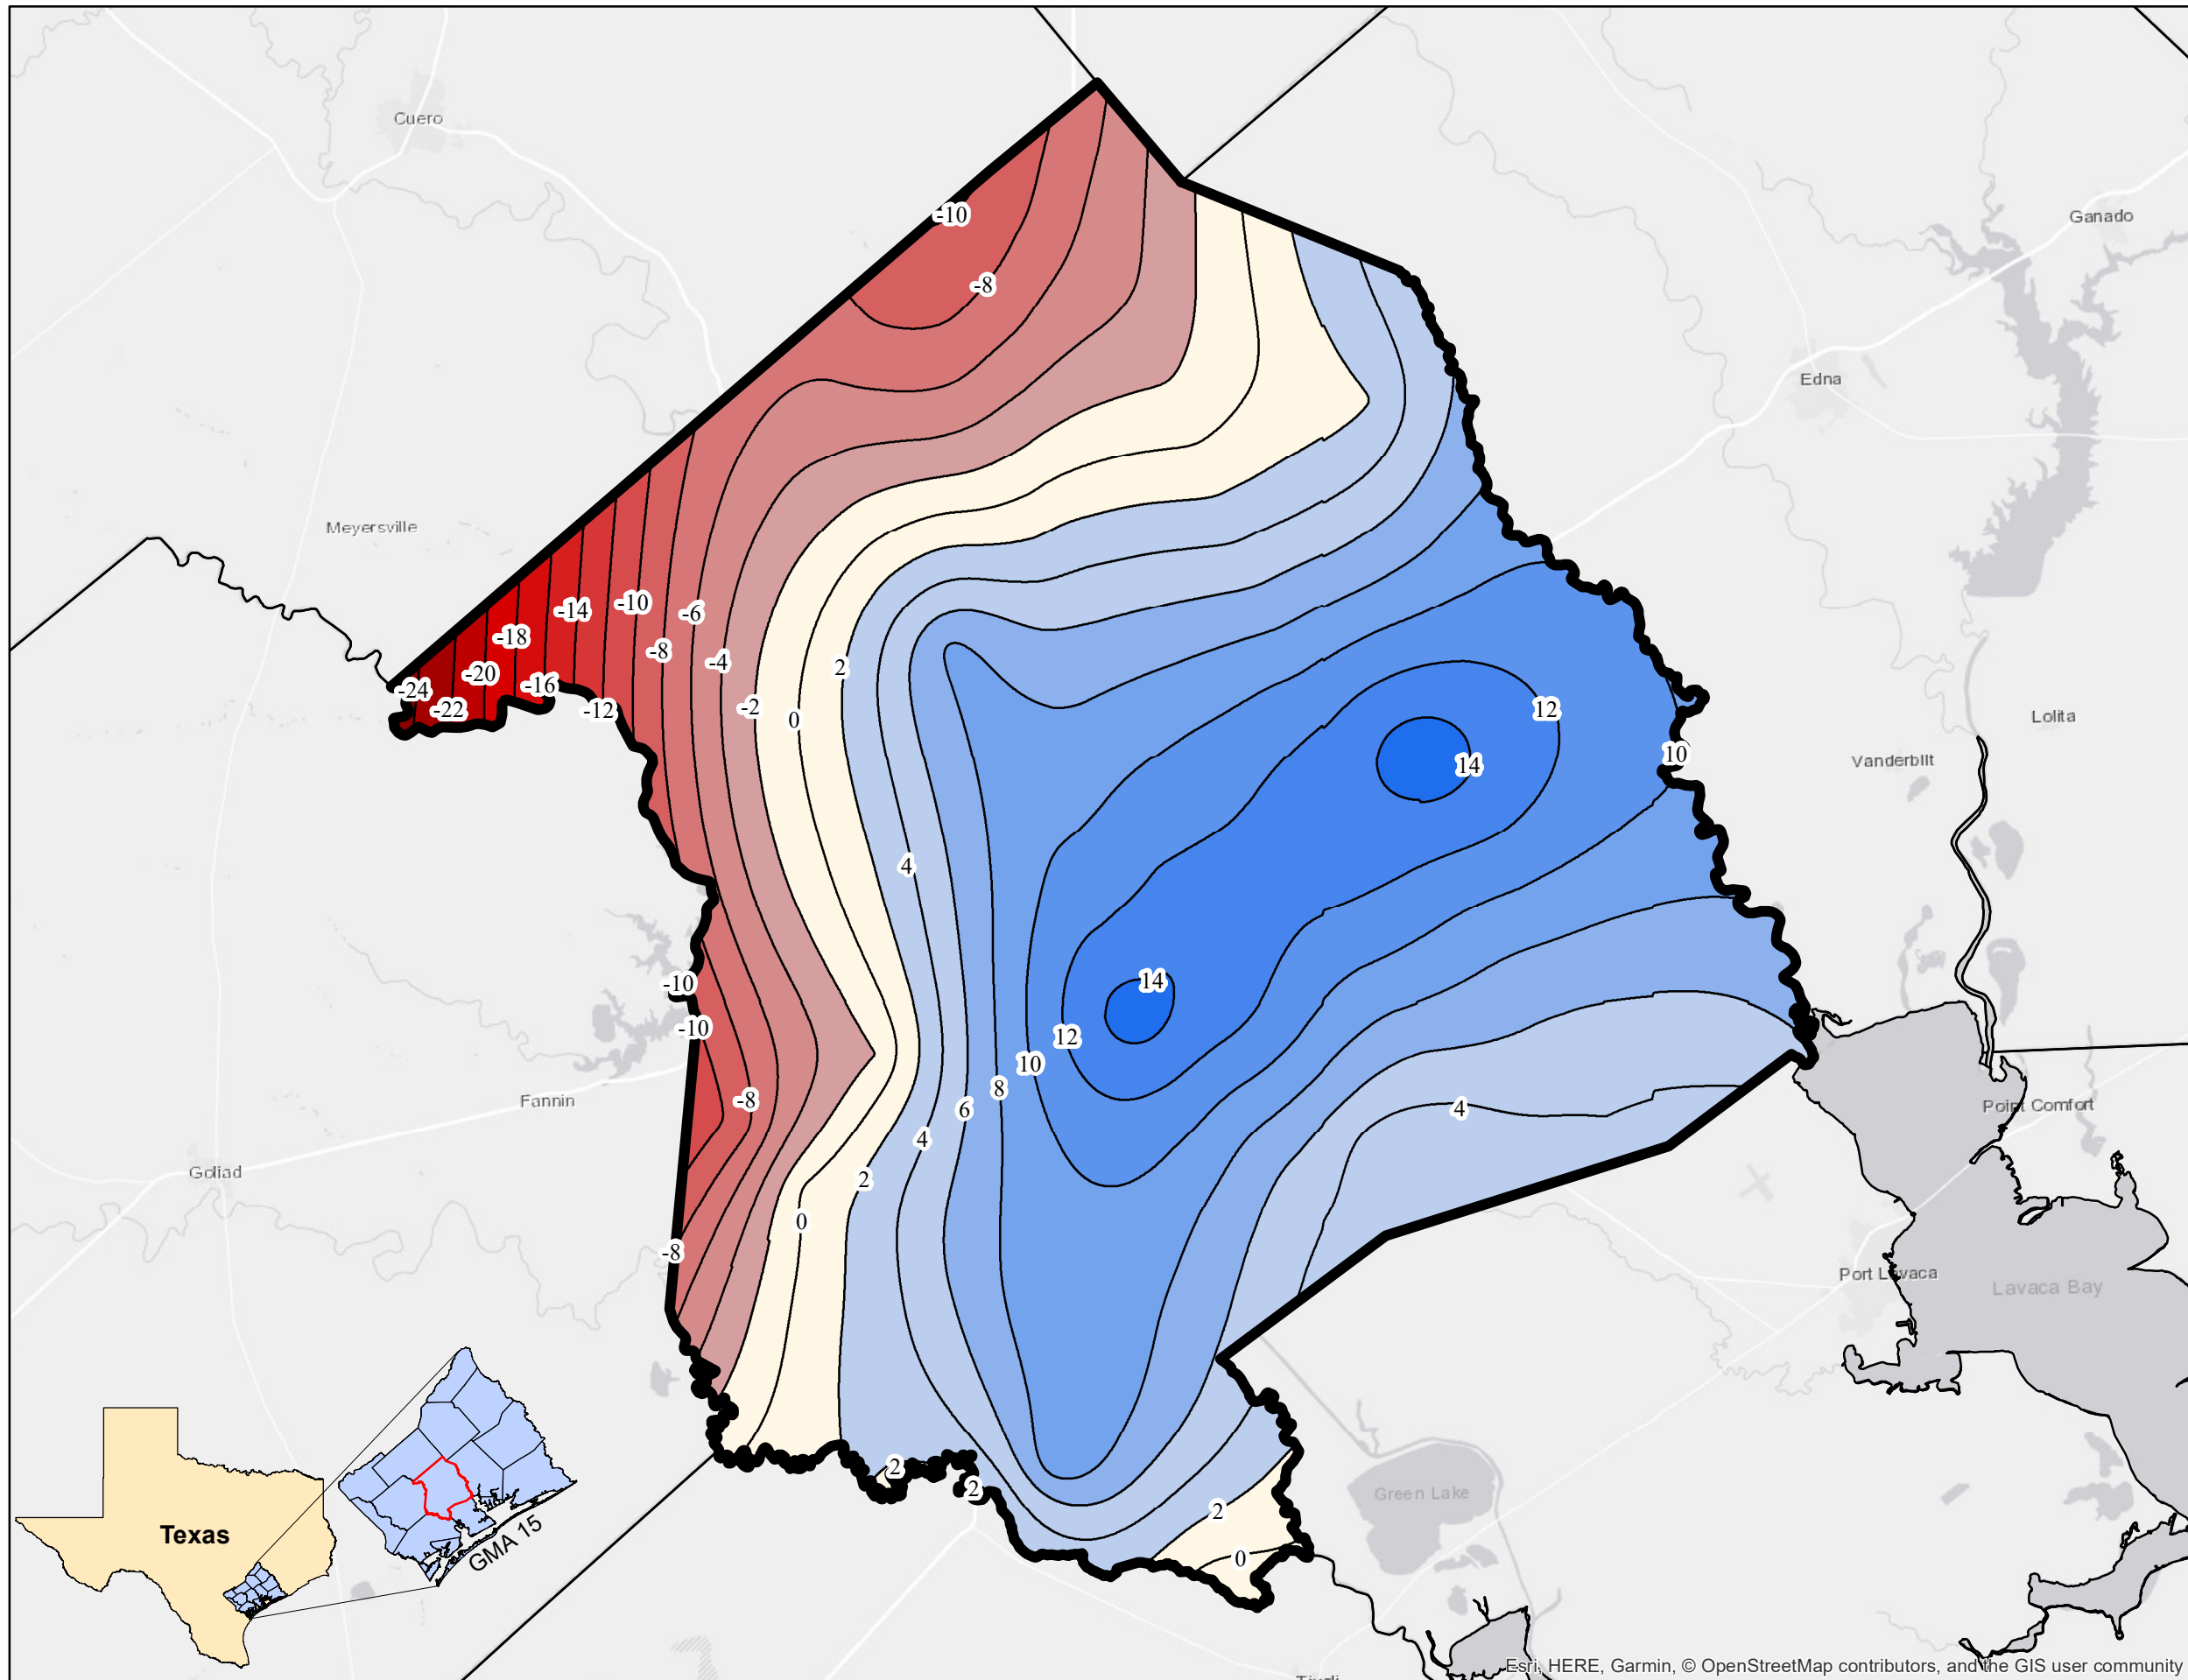 Cuero
Ganado
-10
-8
Edna
Meyersville
-14
-10
-6
-18
-8
-4
2
-20
-24
-16
-22
-12
-2
0
12
Lolita
10
Vanderbilt
14
4
14
-10
-10
12
10
8
-8
6
4
Fannin
Point Comfort
4
Goliad
2
0
-8
Port Lavaca
Lavaca Bay
2
2
Green Lake
2
0
Texas
GMA 15
Esri, HERE, Garmin, © OpenStreetMap contributors, and the GIS user community